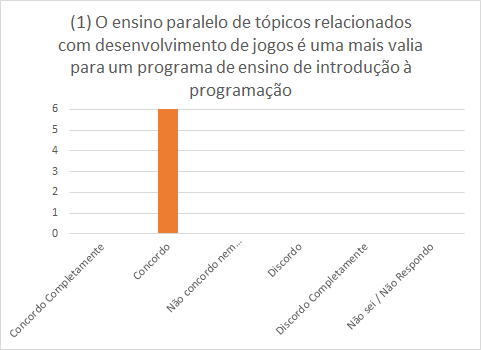 (1) O ensino paralelo de tópicos relacionados
com desenvolvimento de jogos é uma mais valia
para um programa de ensino de introdução à
programação
6
5
4
3
2
1
0
Concordo Completamente
Concordo
Não concordo nem...
Discordo
Discordo Completamente
Não sei / Não Respondo